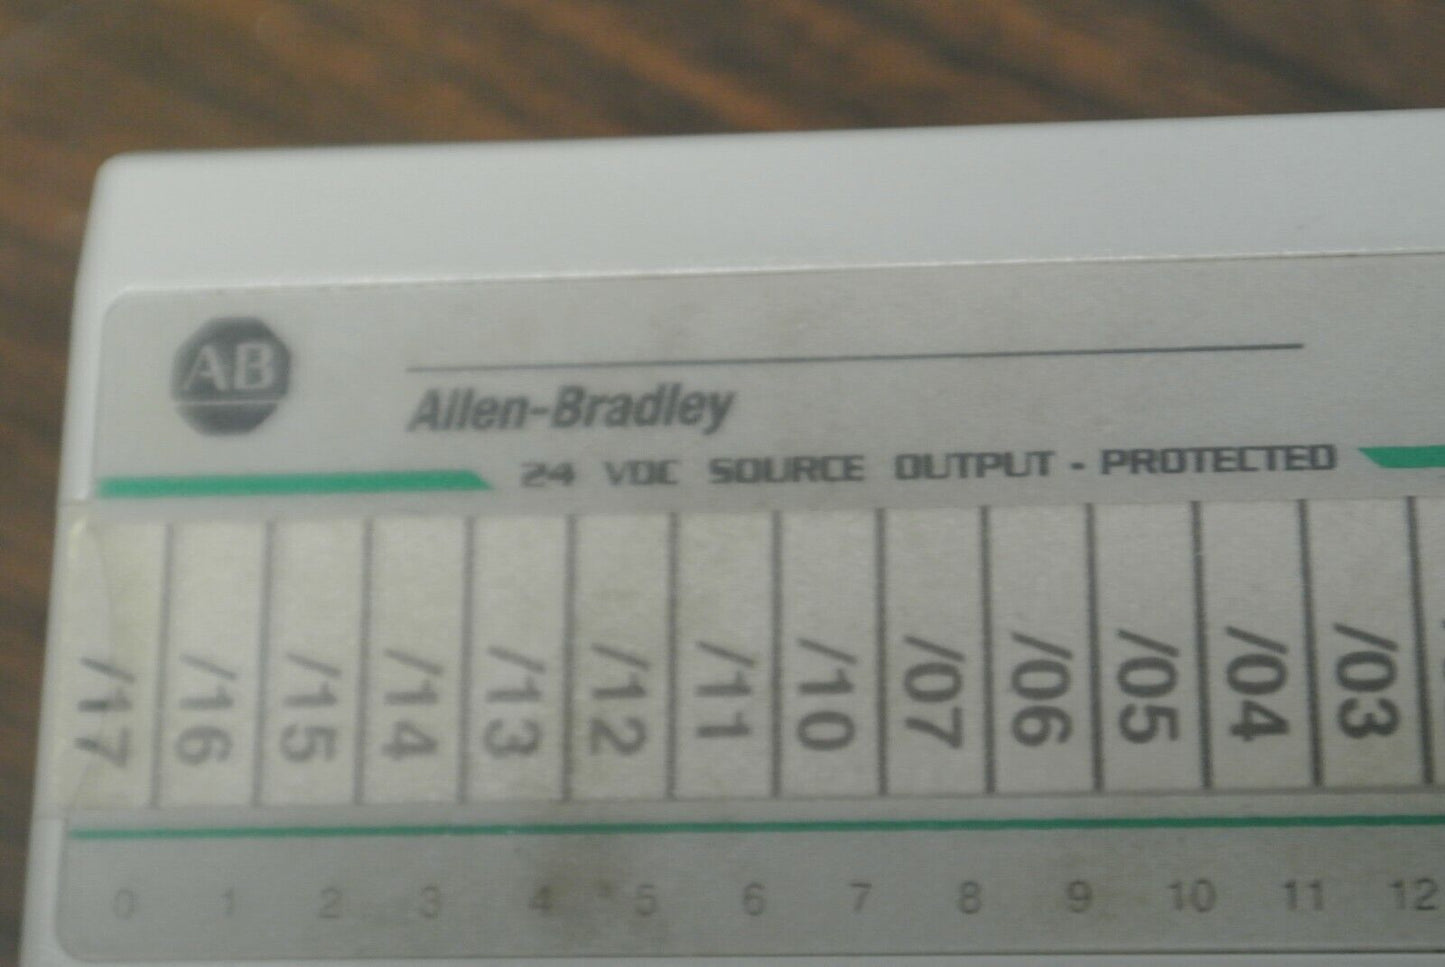 AB
Allen-Bradley
24 VDC SOURCE OUTPUT - PROTECTED
/17 /16 /15 /14 /13 /12 /11 /10 /07 /06 /05 /04 /03
0 1 2 3 4 5 6 7 8 9 10 11 12